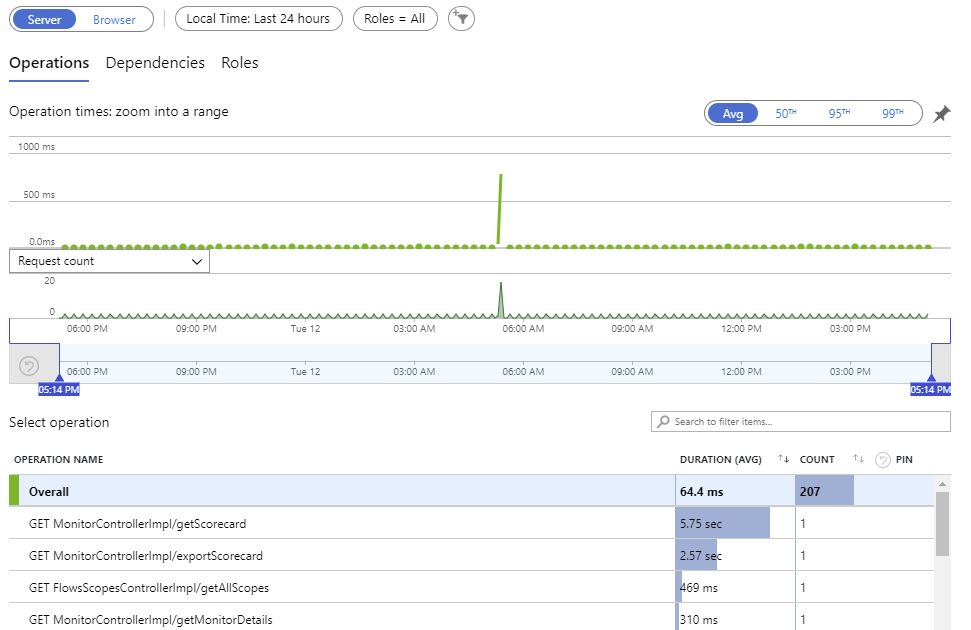 Server Browser Local Time: Last 24 hours Roles = All
Operations Dependencies Roles
Operation times: zoom into a range
Avg 50TH 95TH 99TH
1000 ms
500 ms
0.0ms
Request count
20
0
06:00 PM 09:00 PM Tue 12 03:00 AM 06:00 AM 09:00 AM 12:00 PM 03:00 PM
06:00 PM 09:00 PM Tue 12 03:00 AM 06:00 AM 09:00 AM 12:00 PM 03:00 PM
05:14 PM 05:14 PM
Select operation
Search to filter items...
OPERATION NAME DURATION (AVG) COUNT PIN
Overall 64.4 ms 207
GET MonitorControllerImpl/getScorecard 5.75 sec 1
GET MonitorControllerImpl/exportScorecard 2.57 sec 1
GET FlowsScopesControllerImpl/getAllScopes 469 ms 1
GET MonitorControllerImpl/getMonitorDetails 310 ms 1